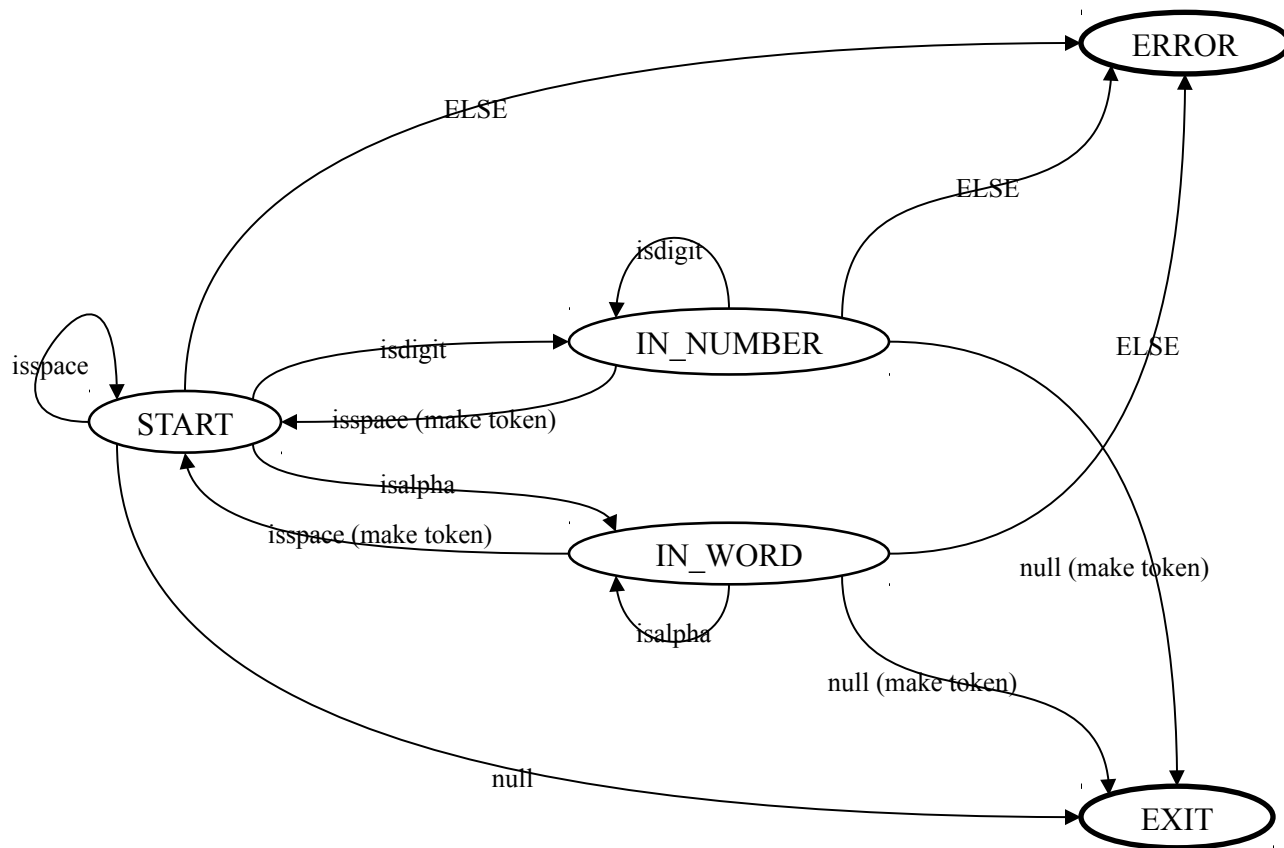 ERROR
ELSE
ELSE
isdigit
IN_NUMBER
isdigit
ELSE
isspace
START
isspace (make token)
isalpha
isspace (make token)
IN_WORD
null (make token)
isalpha
null (make token)
null
EXIT